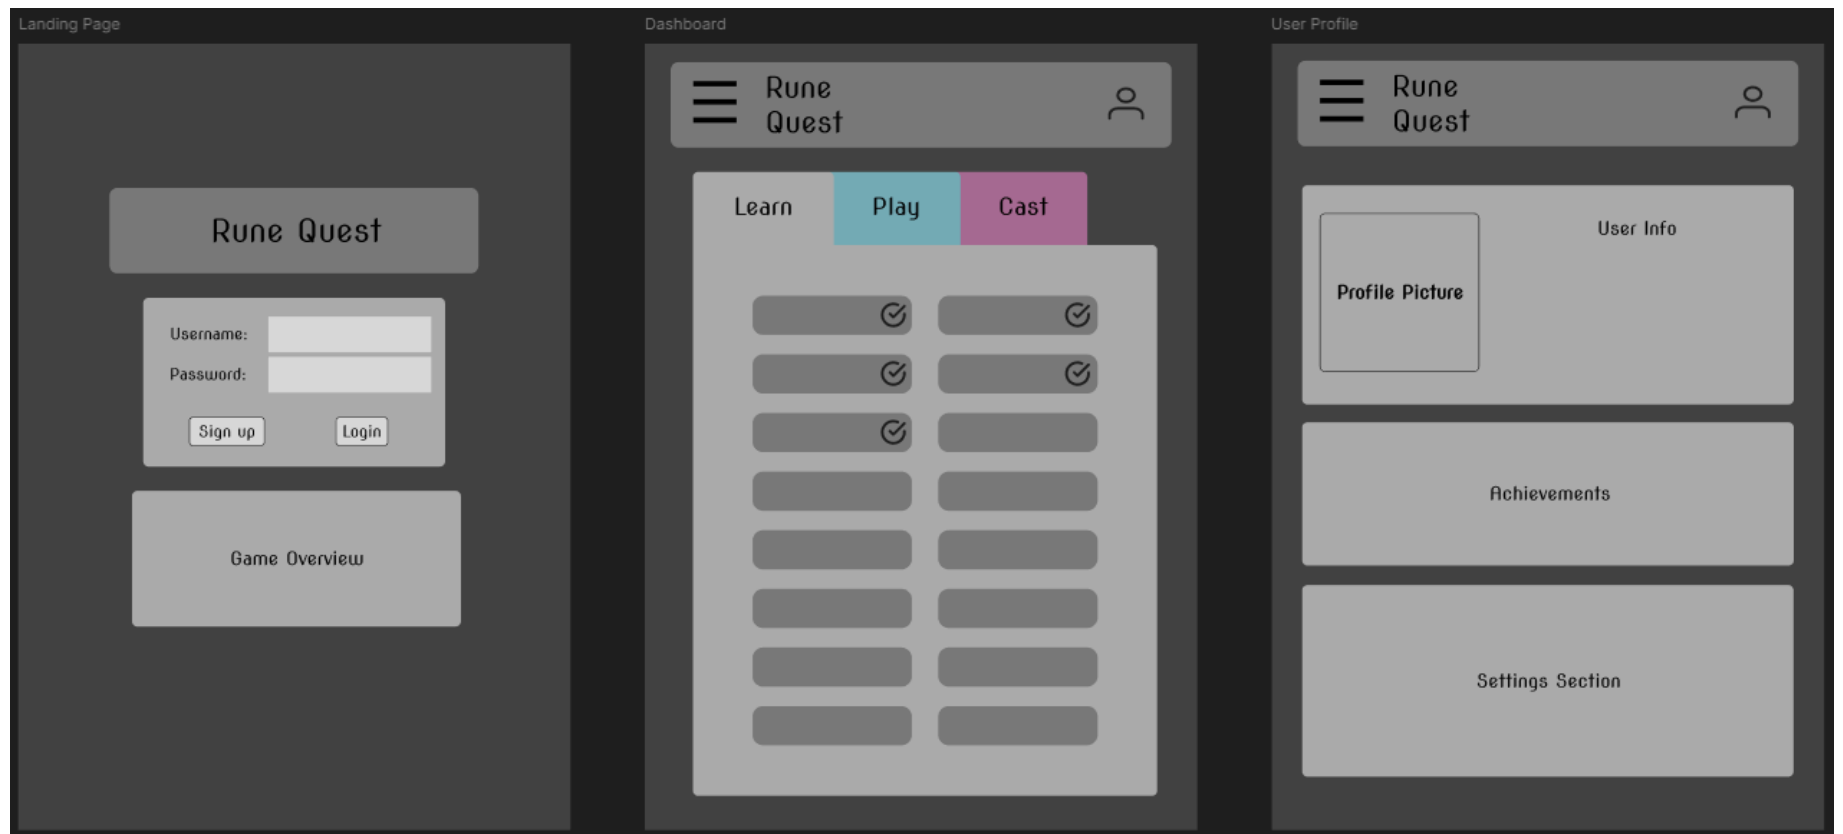 Landing Page
Rune Quest
Username:
Password:
Sign up
Login
Game Overview
Dashboard
Rune
Quest
Learn
Play
Cast
User Profile
Rune
Quest
Profile Picture
User Info
Achievements
Settings Section